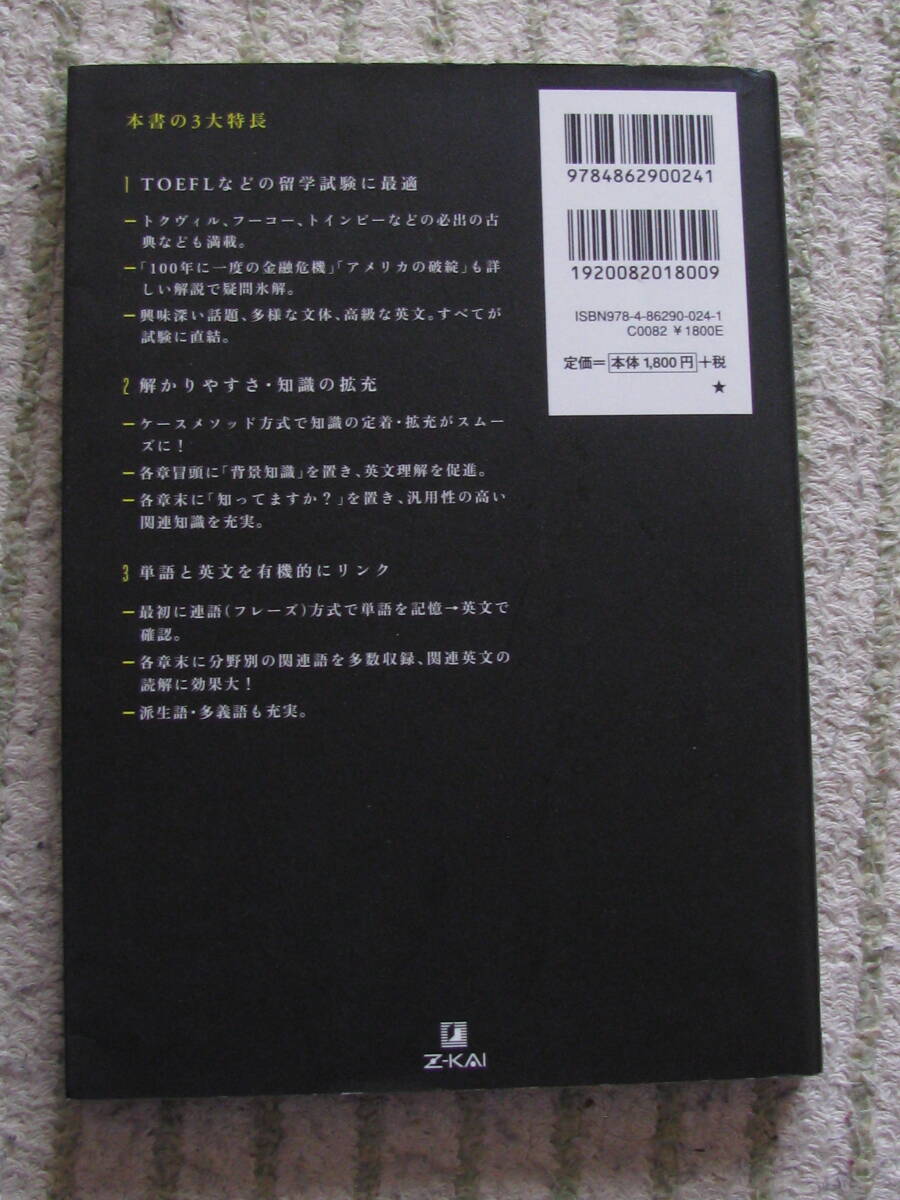 本書の3大特長
1 TOEFLなどの留学試験に最適
トクヴィル、フーコー、トインビーなどの必出の古
典なども満載。
「100年に一度の金融危機」「アメリカの破綻」も詳
しい解説で疑問氷解。
興味深い話題、多様な文体、高級な英文。すべてが
試験に直結。
2 解かりやすさ・知識の拡充
ケースメソッド方式で知識の定着・拡充がスムー
ズに！
各章冒頭に「背景知識」を置き、英文理解を促進。
各章末に「知ってますか？」を置き、汎用性の高い
関連知識を充実。
3 単語と英文を有機的にリンク
最初に連語(フレーズ)方式で単語を記憶→英文で
確認。
各章末に分野別の関連語を多数収録、関連英文の
読解に効果大！
派生語・多義語も充実。
9784862900241
1920082018009
ISBN978-4-86290-024-1
C0082 ¥1800E
定価＝本体1,800円＋税
★
Z-KAI